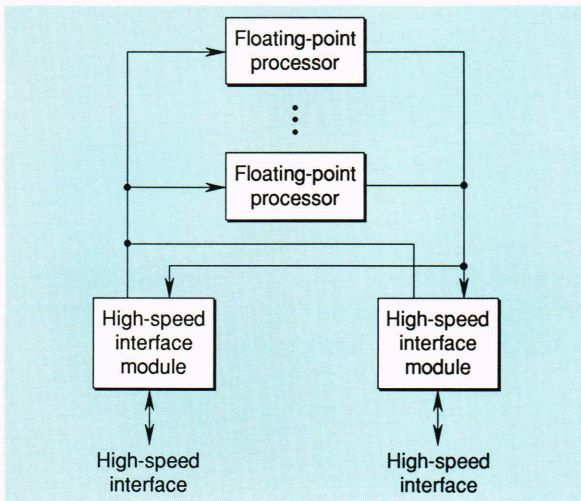 Floating-point
processor
Floating-point
processor
High-speed
interface
module
High-speed
interface
module
High-speed
interface
High-speed
interface